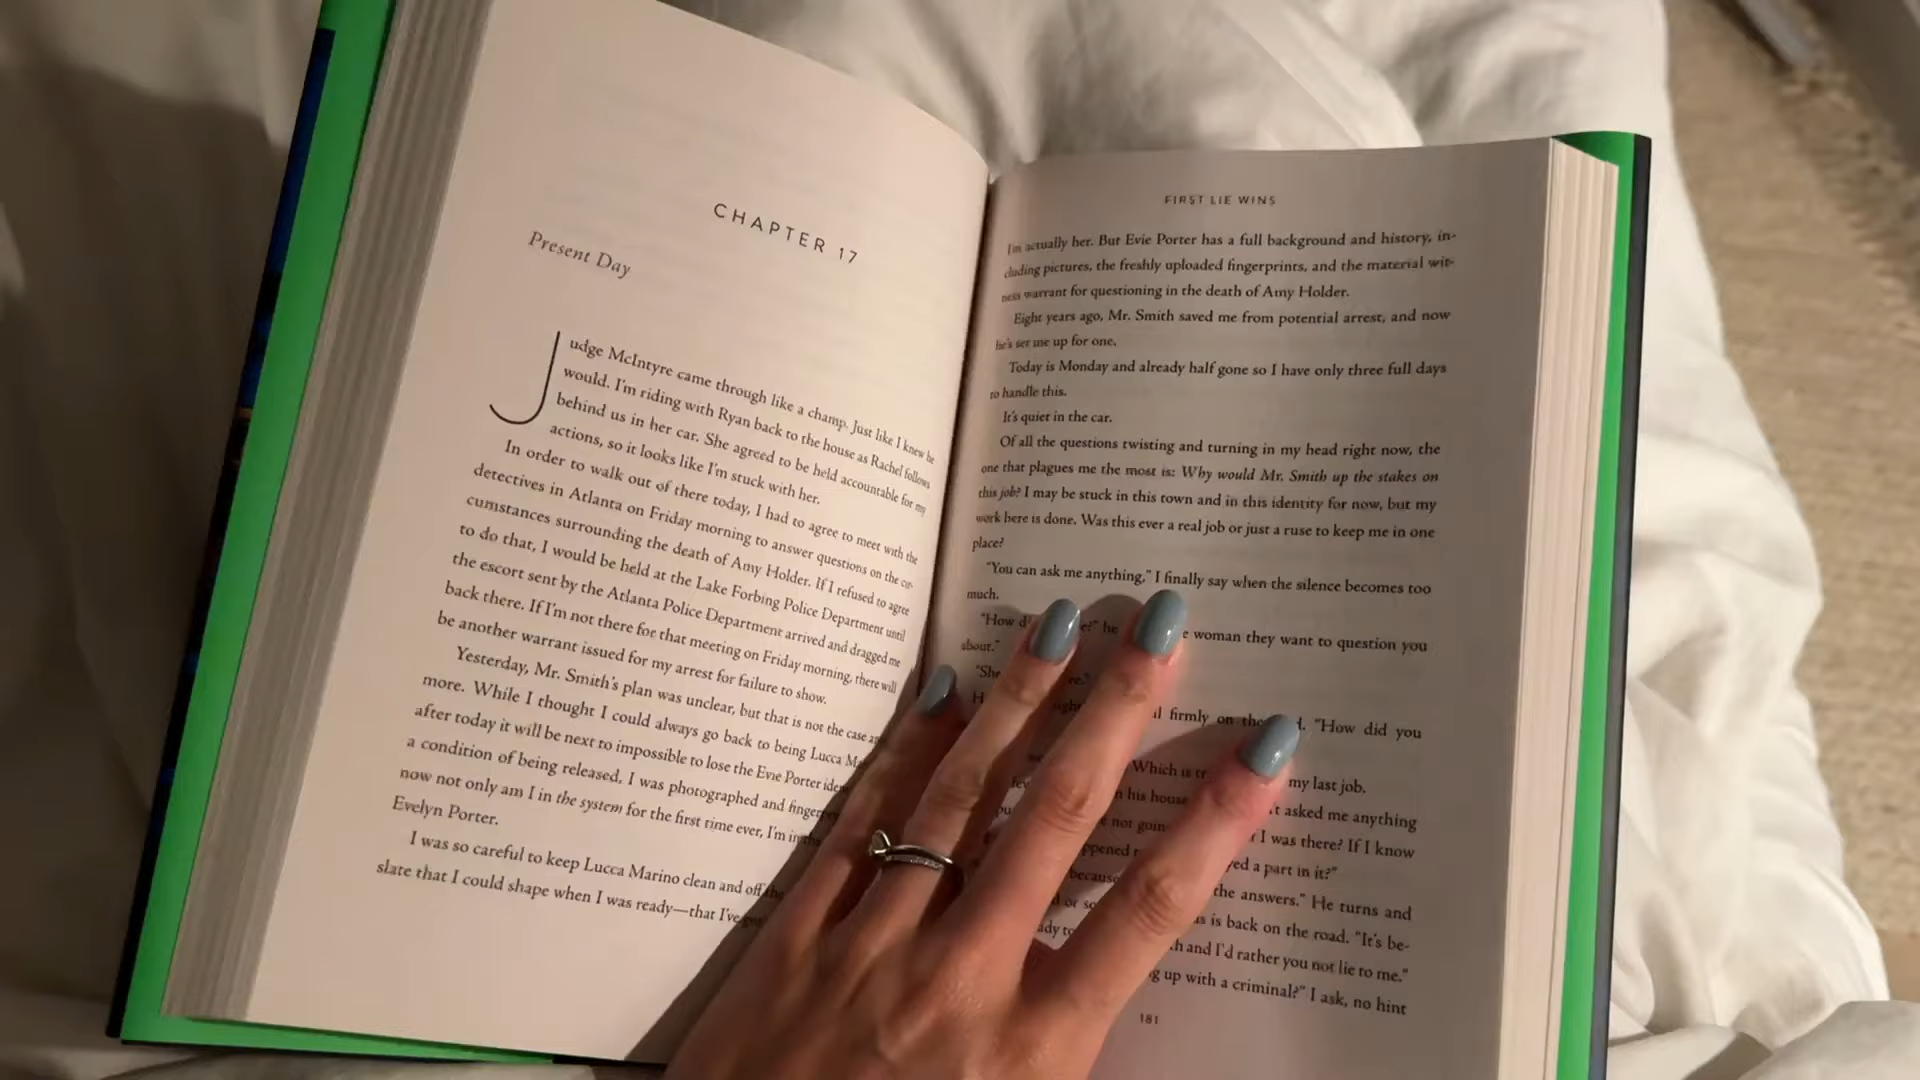 CHAPTER 17
Present Day
Judge McIntyre came through like a champ. Just like I knew he
would. I'm riding with Ryan back to the house as Rachel follows
behind us in her car. She agreed to be held accountable for my
actions, so it looks like I'm stuck with her.
In order to walk out of there today, I had to agree to meet with the
detectives in Atlanta on Friday morning to answer questions on the cir-
cumstances surrounding the death of Amy Holder. If I refused to agree
to do that, I would be held at the Lake Forbing Police Department until
the escort sent by the Atlanta Police Department arrived and dragged me
back there. If I'm not there for that meeting on Friday morning, there will
be another warrant issued for my arrest for failure to show.
Yesterday, Mr. Smith's plan was unclear, but that is not the case
more. While I thought I could always go back to being Lucca
after today it will be next to impossible to lose the Evie Porter
a condition of being released, I was photographed and
now not only am I in the system for the first time ever, I'm in
Evelyn Porter.
I was so careful to keep Lucca Marino clean and off the
slate that I could shape when I was ready—that I've
FIRST LIE WINS
I'm actually her. But Evie Porter has a full background and history, in-
cluding pictures, the freshly uploaded fingerprints, and the material wit-
ness warrant for questioning in the death of Amy Holder.
Eight years ago, Mr. Smith saved me from potential arrest, and now
he's set me up for one.
Today is Monday and already half gone so I have only three full days
to handle this.
It's quiet in the car.
Of all the questions twisting and turning in my head right now, the
one that plagues me the most is: Why would Mr. Smith up the stakes on
this job? I may be stuck in this town and in this identity for now, but my
work here is done. Was this ever a real job or just a ruse to keep me in one
place?
"You can ask me anything," I finally say when the silence becomes too
much.
"How he woman they want to question you
about."
"She
firmly on the "How did you
Which is my last job.
his house asked me anything
not I was there? If I know
a part in it?"
because the answers." He turns and
is back on the road. "It's be-
and I'd rather you not lie to me."
up with a criminal?" I ask, no hint
181